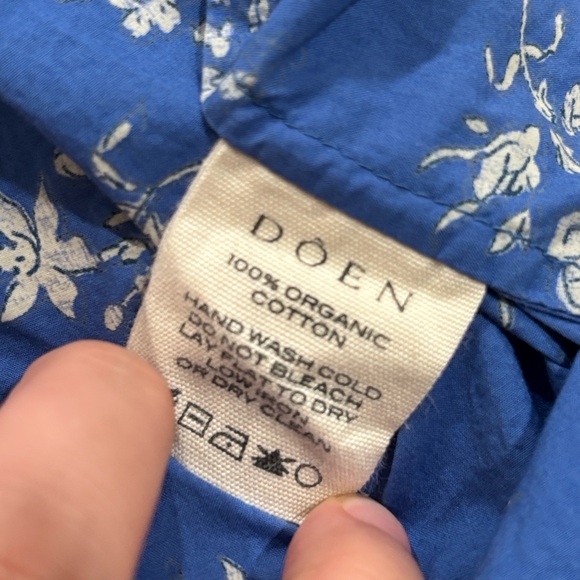 DÔEN
100% ORGANIC
COTTON
HAND WASH COLD
DO NOT BLEACH
LAY FLAT TO DRY
LOW IRON
OR DRY CLEAN